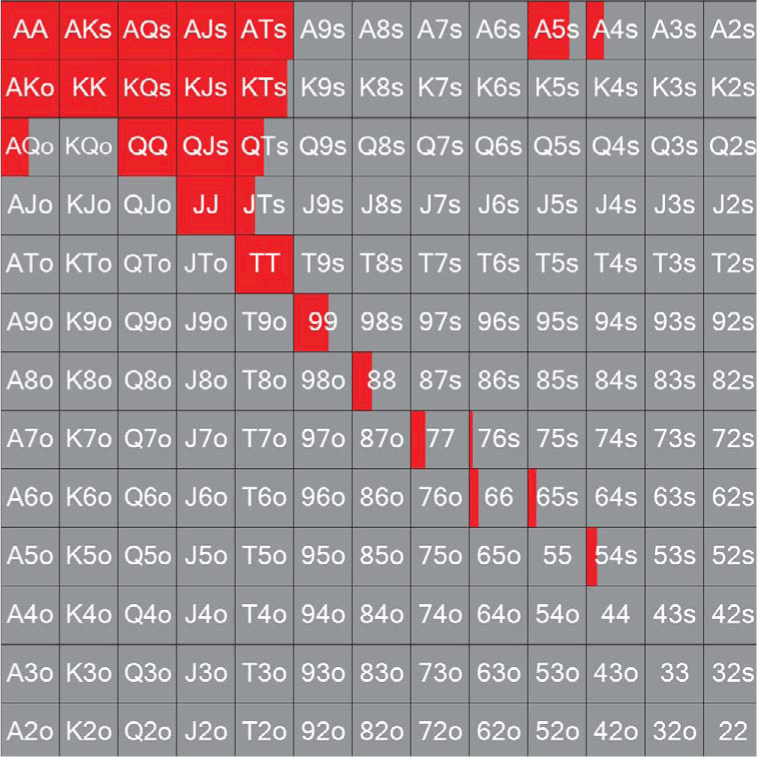 AA AKs AQs AJs ATs A9s A8s A7s A6s A5s A4s A3s A2s
AKo KK KQs KJs KTs K9s K8s K7s K6s K5s K4s K3s K2s
AQo KQo QQ QJs QTs Q9s Q8s Q7s Q6s Q5s Q4s Q3s Q2s
AJo KJo QJo JJ JTs J9s J8s J7s J6s J5s J4s J3s J2s
ATo KTo QTo JTo TT T9s T8s T7s T6s T5s T4s T3s T2s
A9o K9o Q9o J9o T9o 99 98s 97s 96s 95s 94s 93s 92s
A8o K8o Q8o J8o T8o 98o 88 87s 86s 85s 84s 83s 82s
A7o K7o Q7o J7o T7o 97o 87o 77 76s 75s 74s 73s 72s
A6o K6o Q6o J6o T6o 96o 86o 76o 66 65s 64s 63s 62s
A5o K5o Q5o J5o T5o 95o 85o 75o 65o 55 54s 53s 52s
A4o K4o Q4o J4o T4o 94o 84o 74o 64o 54o 44 43s 42s
A3o K3o Q3o J3o T3o 93o 83o 73o 63o 53o 43o 33 32s
A2o K2o Q2o J2o T2o 92o 82o 72o 62o 52o 42o 32o 22